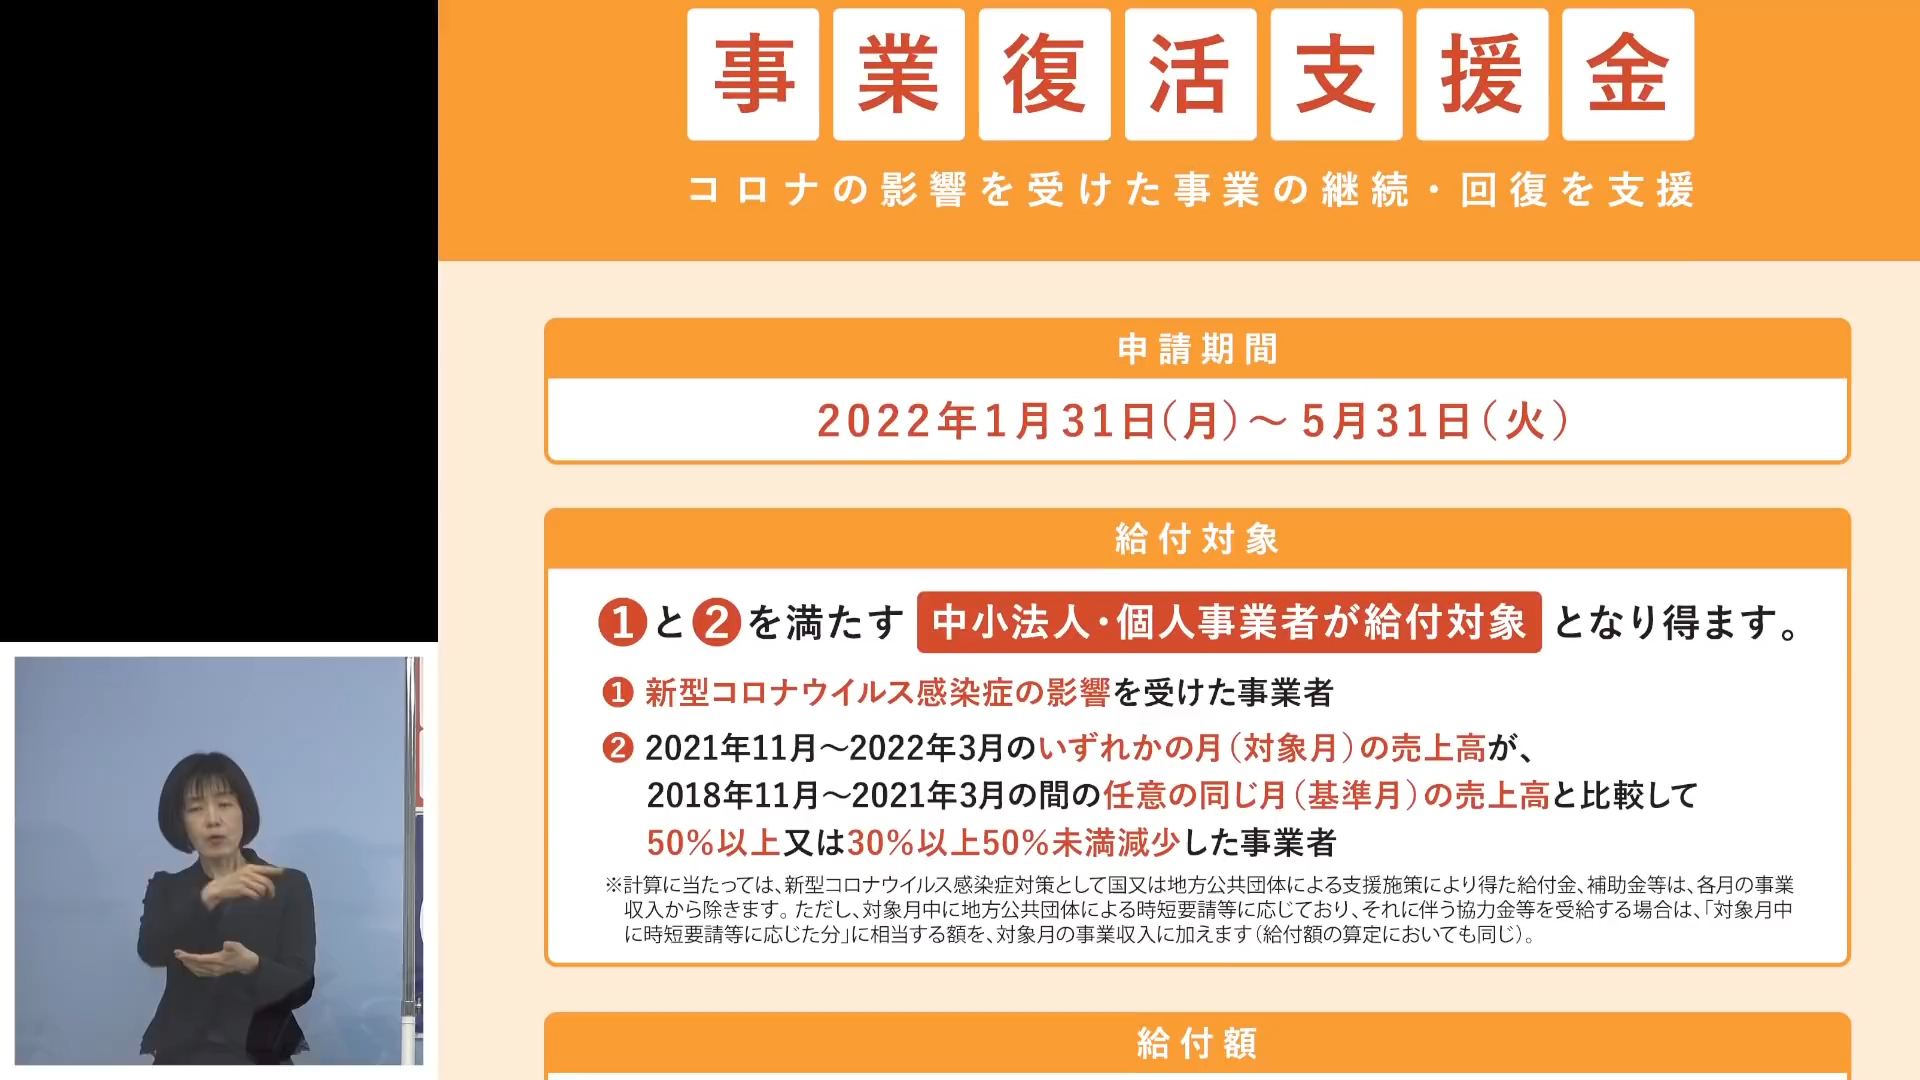 事業復活支援金
コロナの影響を受けた事業の継続・回復を支援
申請期間
2022年1月31日(月)～5月31日(火)
給付対象
❶と❷を満たす 中小法人・個人事業者が給付対象 となり得ます。
❶ 新型コロナウイルス感染症の影響を受けた事業者
❷ 2021年11月～2022年3月のいずれかの月（対象月）の売上高が、
2018年11月～2021年3月の間の任意の同じ月（基準月）の売上高と比較して
50％以上又は30％以上50％未満減少した事業者
※計算に当たっては、新型コロナウイルス感染症対策として国又は地方公共団体による支援施策により得た給付金、補助金等は、各月の事業
収入から除きます。ただし、対象月中に地方公共団体による時短要請等に応じており、それに伴う協力金等を受給する場合は、「対象月中
に時短要請等に応じた分」に相当する額を、対象月の事業収入に加えます（給付額の算定においても同じ）。
給付額